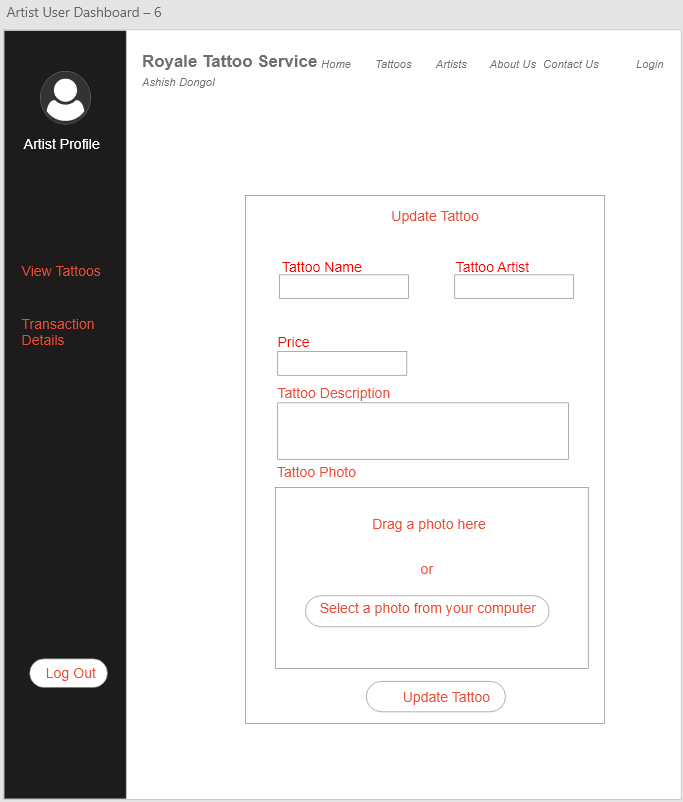 Artist User Dashboard – 6
Royale Tattoo Service Home Tattoos Artists About Us Contact Us Login
Ashish Dongol
Artist Profile
View Tattoos
Transaction
Details
Log Out
Update Tattoo
Tattoo Name Tattoo Artist
Price
Tattoo Description
Tattoo Photo
Drag a photo here
or
Select a photo from your computer
Update Tattoo